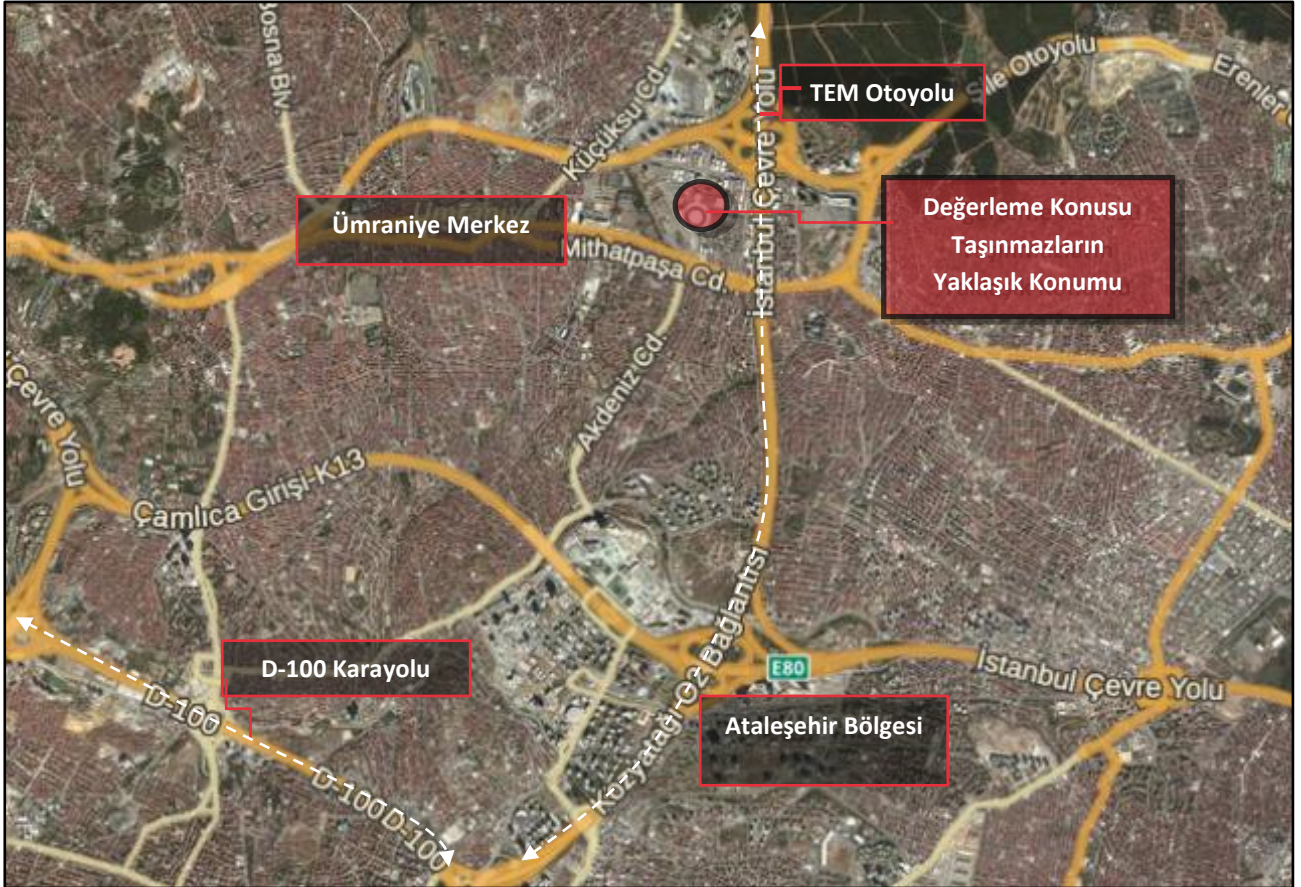 Bosna Blv.
Küçüksu Cd.
İstanbul Çevre Yolu
TEM Otoyolu
Şile Otoyolu
Erenler
Ümraniye Merkez
Mithatpaşa Cd.
Değerleme Konusu
Taşınmazların
Yaklaşık Konumu
Akdeniz Cd.
Çevre Yolu
Çamlıca Girişi-K13
D-100 Karayolu
D-100
D-100
D-100
Kozyatağı-O2 Bağlantısı
E80
İstanbul Çevre Yolu
Ataleşehir Bölgesi